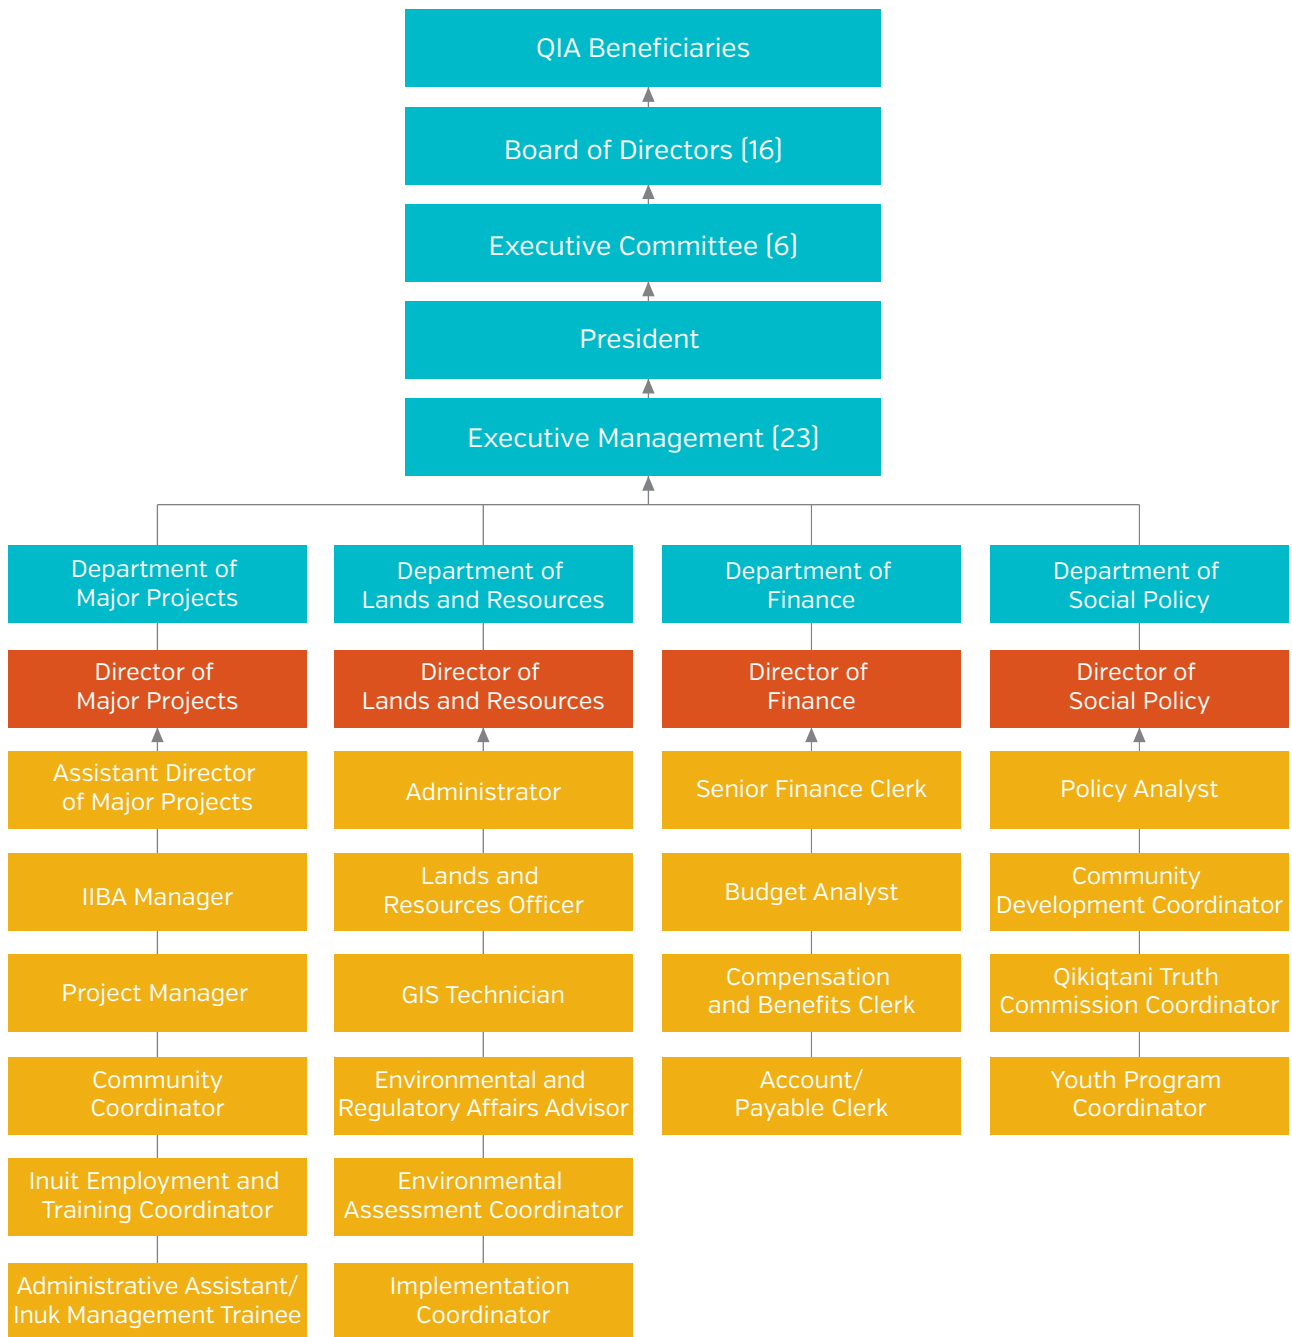 QIA Beneficiaries
Board of Directors (16)
Executive Committee (6)
President
Executive Management (23)
Department of
Major Projects
Department of
Lands and Resources
Department of
Finance
Department of
Social Policy
Director of
Major Projects
Director of
Lands and Resources
Director of
Finance
Director of
Social Policy
Assistant Director
of Major Projects
Administrator
Senior Finance Clerk
Policy Analyst
IIBA Manager
Lands and
Resources Officer
Budget Analyst
Community
Development Coordinator
Project Manager
GIS Technician
Compensation
and Benefits Clerk
Qikiqtani Truth
Commission Coordinator
Community
Coordinator
Environmental and
Regulatory Affairs Advisor
Account/
Payable Clerk
Youth Program
Coordinator
Inuit Employment and
Training Coordinator
Environmental
Assessment Coordinator
Administrative Assistant/
Inuk Management Trainee
Implementation
Coordinator